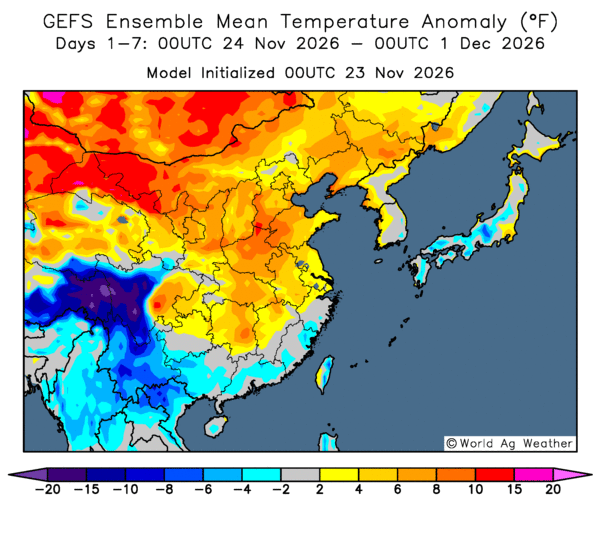 GEFS Ensemble Mean Temperature Anomaly (°F)
Days 1-7: 00UTC 24 Nov 2026 - 00UTC 1 Dec 2026
Model Initialized 00UTC 23 Nov 2026
© World Ag Weather
-20 -15 -10 -8 -6 -4 -2 2 4 6 8 10 15 20